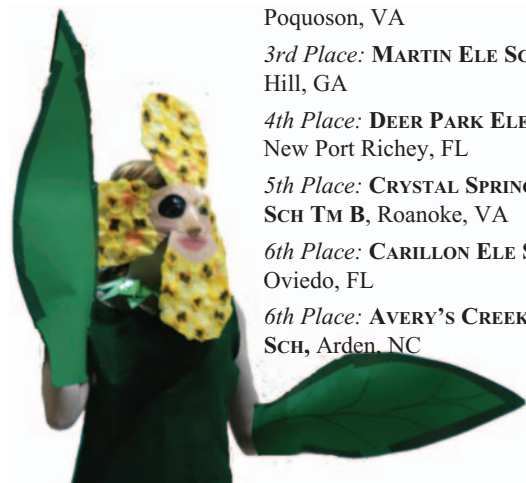 Poquoson, VA
3rd Place: MARTIN ELE
Hill, GA
4th Place: DEER PARK ELE
New Port Richey, FL
5th Place: CRYSTAL
SCH TM B, Roanoke, VA
6th Place: CARILLON ELE
Oviedo, FL
6th Place: AVERY'S CREEK
SCH, Arden, NC